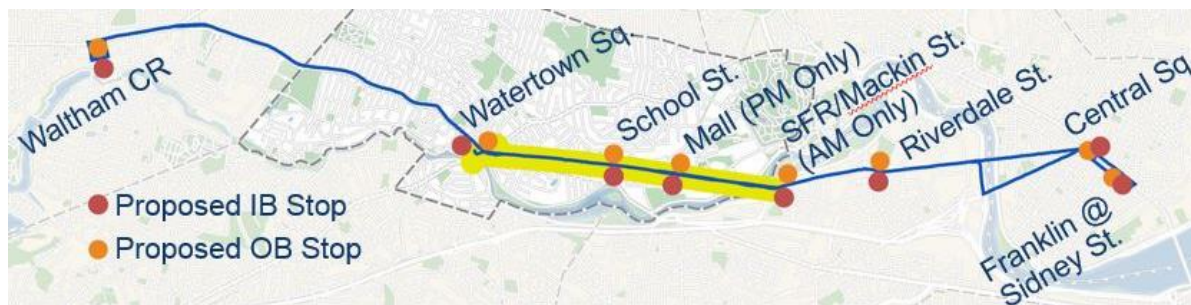 Waltham CR
Watertown Sq.
School St.
Mall (PM Only)
SFR/Mackin St.
(AM Only)
Riverdale St.
Central Sq.
Franklin @
Sidney St.
Proposed IB Stop
Proposed OB Stop